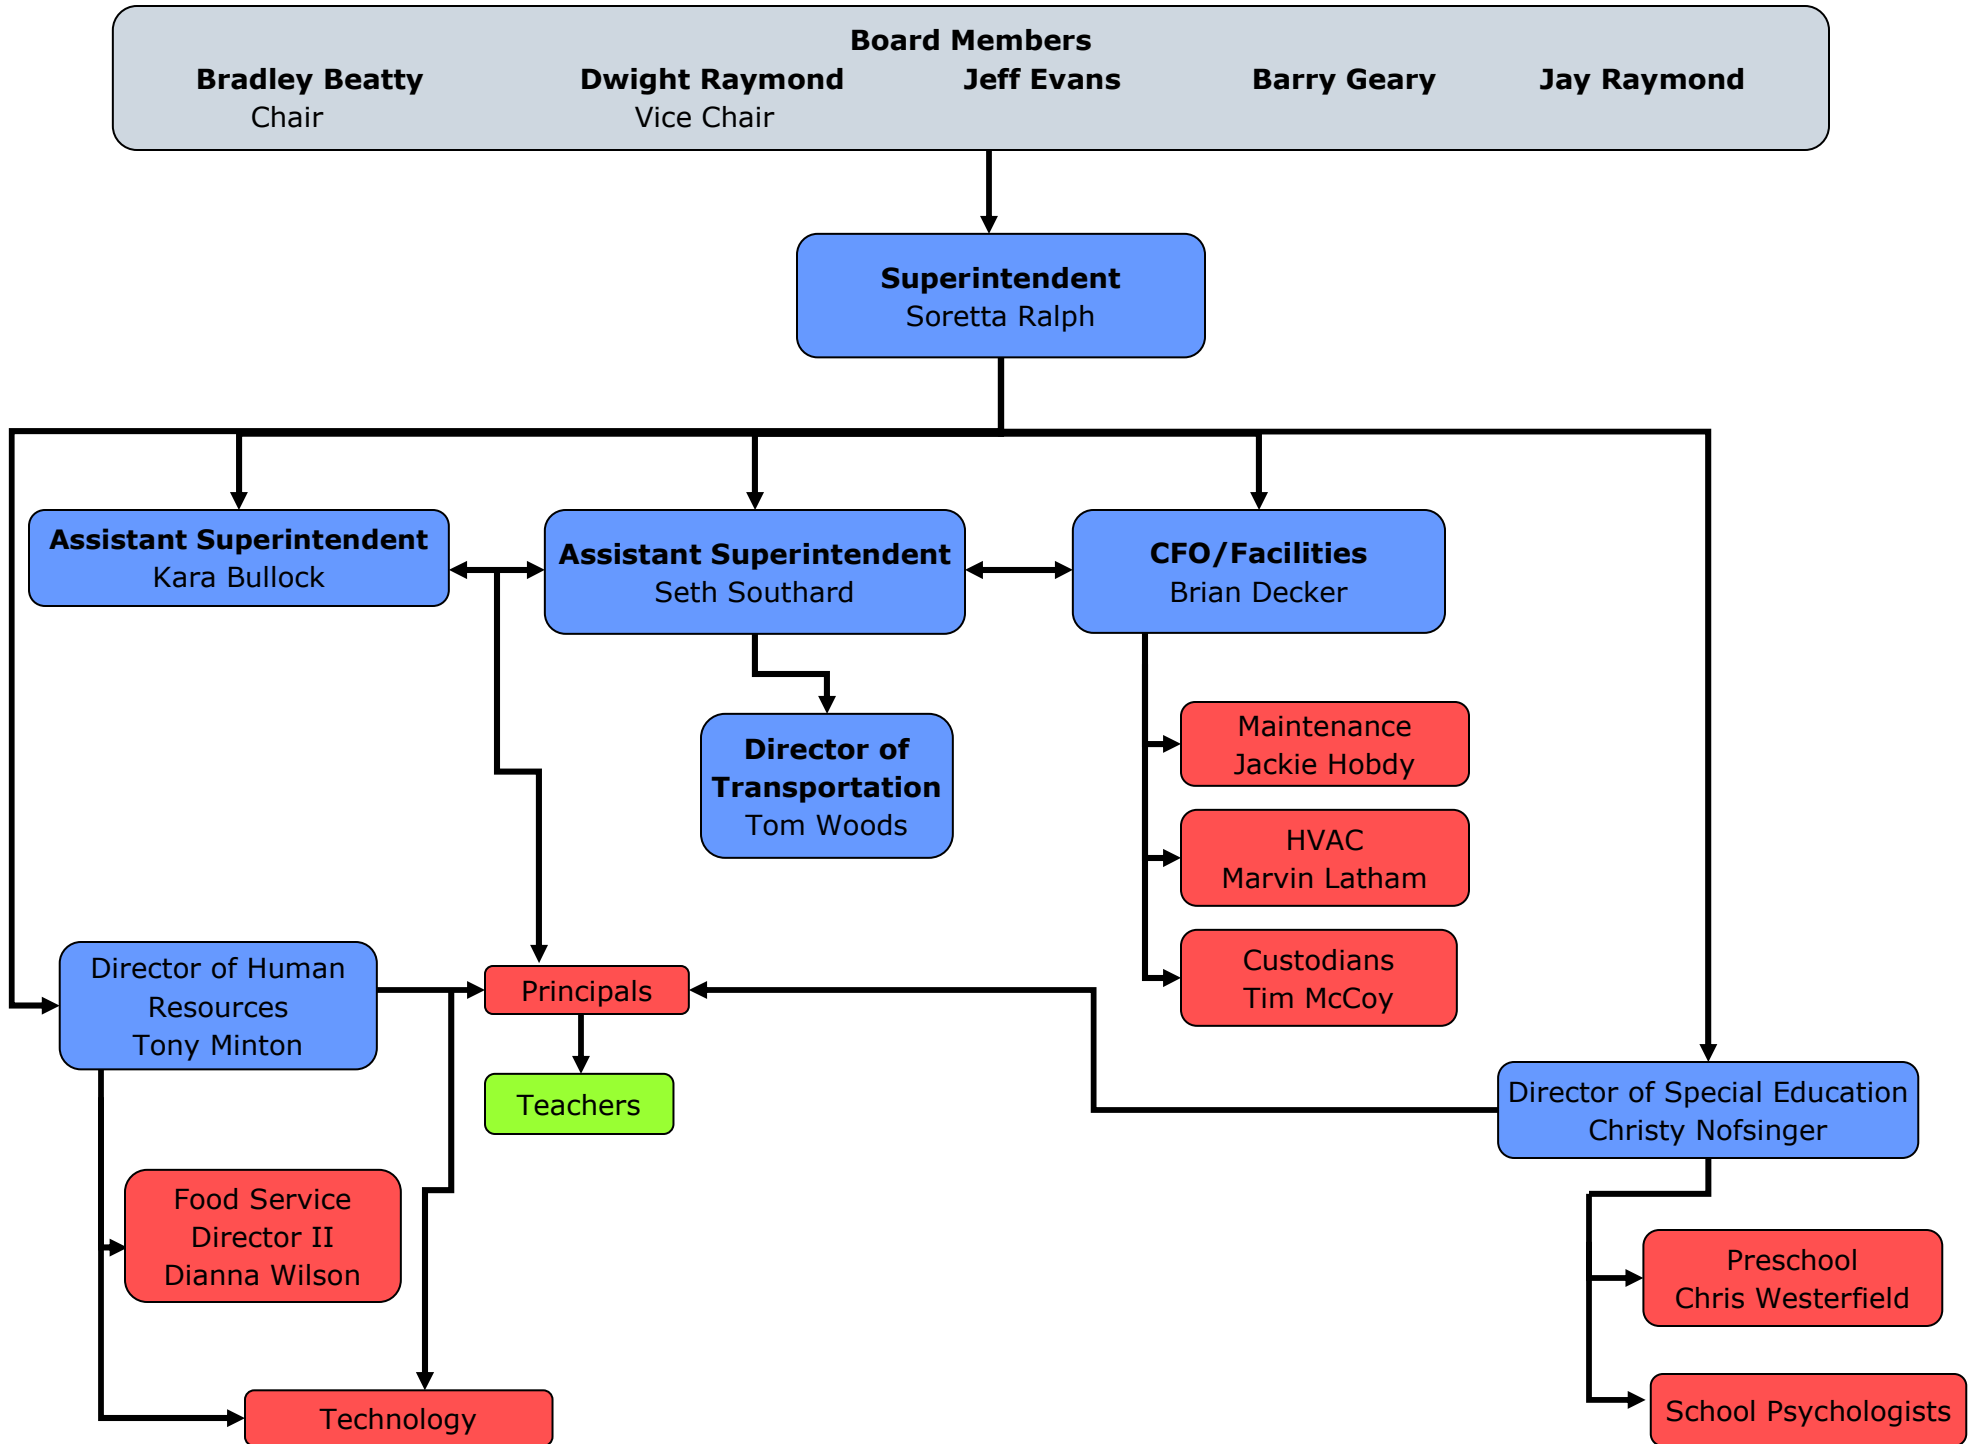 Board Members
Bradley Beatty Dwight Raymond Jeff Evans Barry Geary Jay Raymond
Chair Vice Chair
Superintendent
Soretta Ralph
Assistant Superintendent
Kara Bullock
Assistant Superintendent
Seth Southard
CFO/Facilities
Brian Decker
Director of
Transportation
Tom Woods
Maintenance
Jackie Hobdy
HVAC
Marvin Latham
Custodians
Tim McCoy
Director of Human
Resources
Tony Minton
Principals
Teachers
Director of Special Education
Christy Nofsinger
Food Service
Director II
Dianna Wilson
Preschool
Chris Westerfield
Technology
School Psychologists